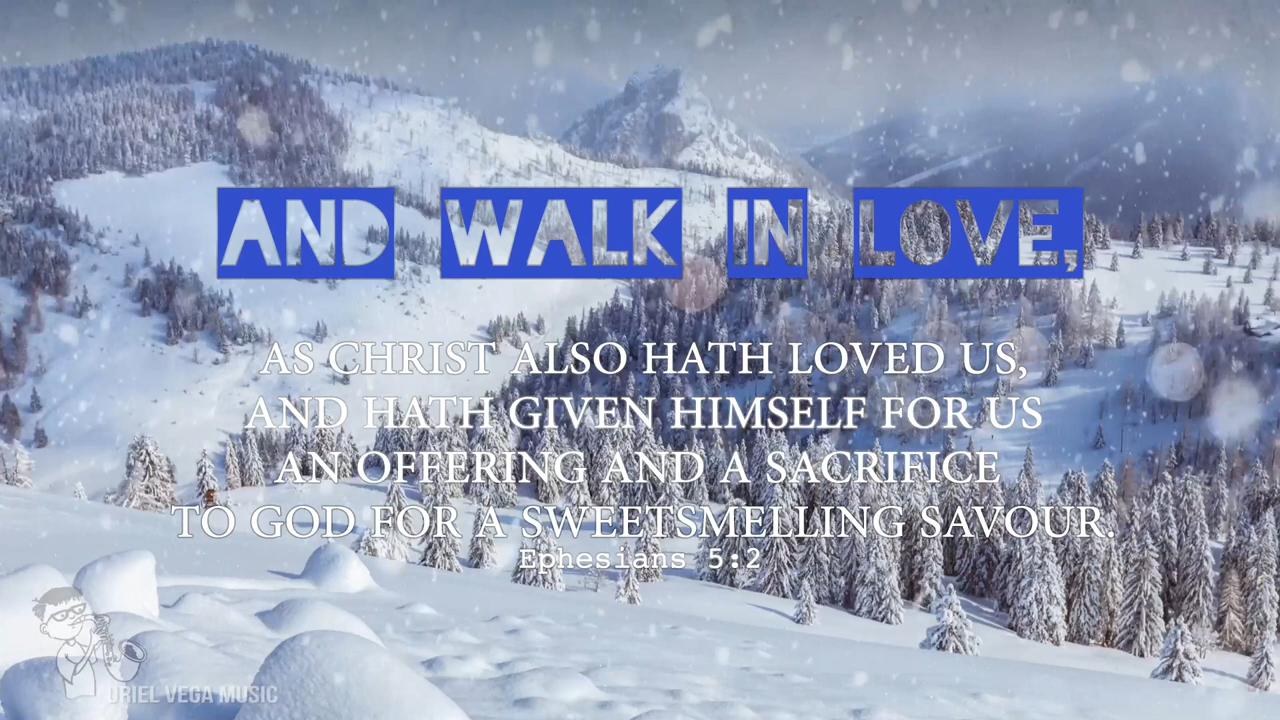 AND WALK IN LOVE,
AS CHRIST ALSO HATH LOVED US,
AND HATH GIVEN HIMSELF FOR US
AN OFFERING AND A SACRIFICE
TO GOD FOR A SWEETSMELLING SAVOUR.
Ephesians 5:2
URIEL VEGA MUSIC